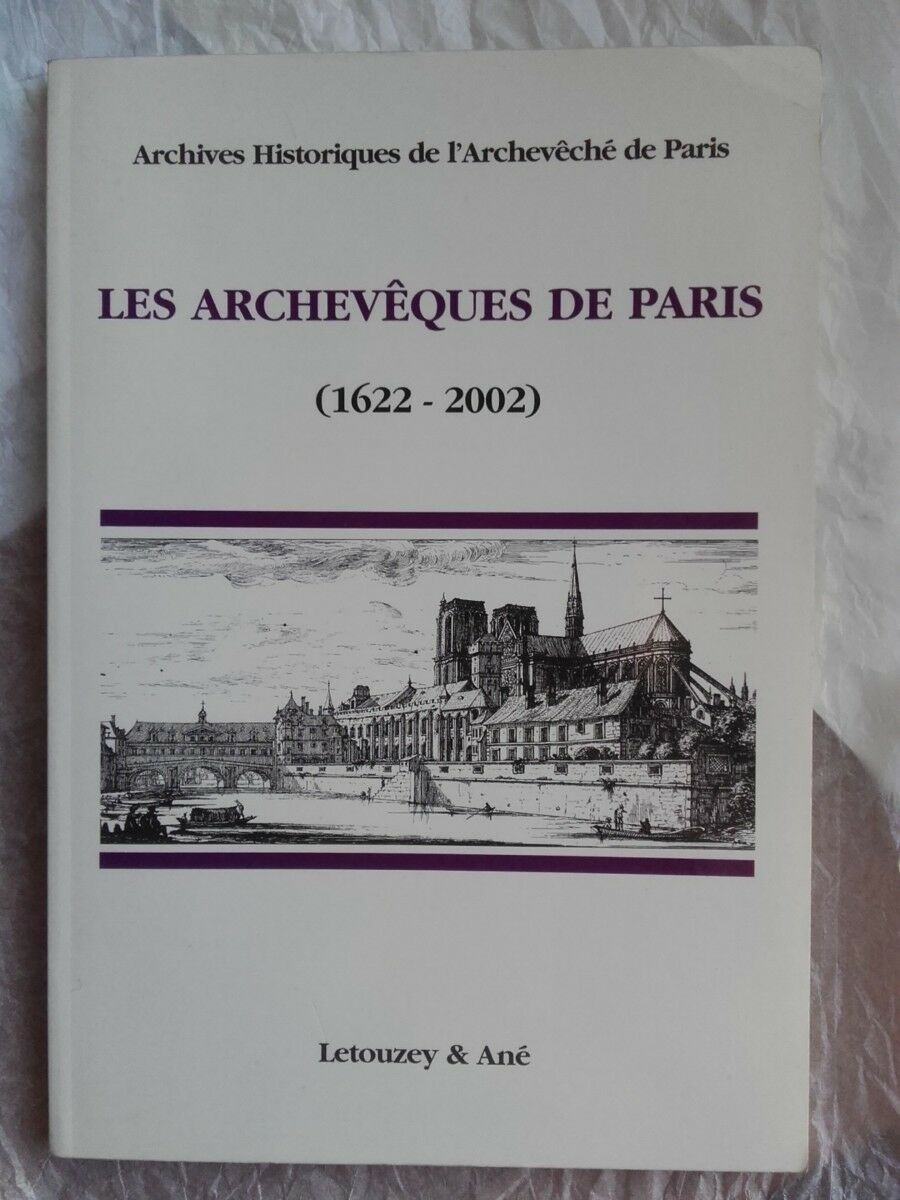 Archives Historiques de l'Archevêché de Paris
LES ARCHEVÊQUES DE PARIS
(1622 - 2002)
Letouzey & Ané